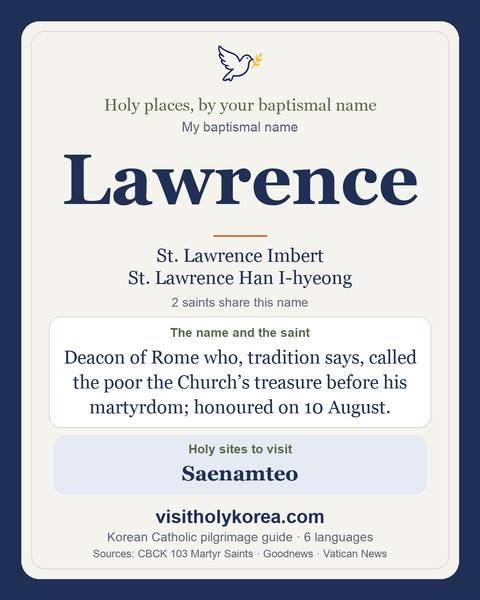 Holy places, by your baptismal name
My baptismal name
Lawrence
St. Lawrence Imbert
St. Lawrence Han I-hyeong
2 saints share this name
The name and the saint
Deacon of Rome who, tradition says, called
the poor the Church’s treasure before his
martyrdom; honoured on 10 August.
Holy sites to visit
Saenamteo
visitholykorea.com
Korean Catholic pilgrimage guide · 6 languages
Sources: CBCK 103 Martyr Saints · Goodnews · Vatican News